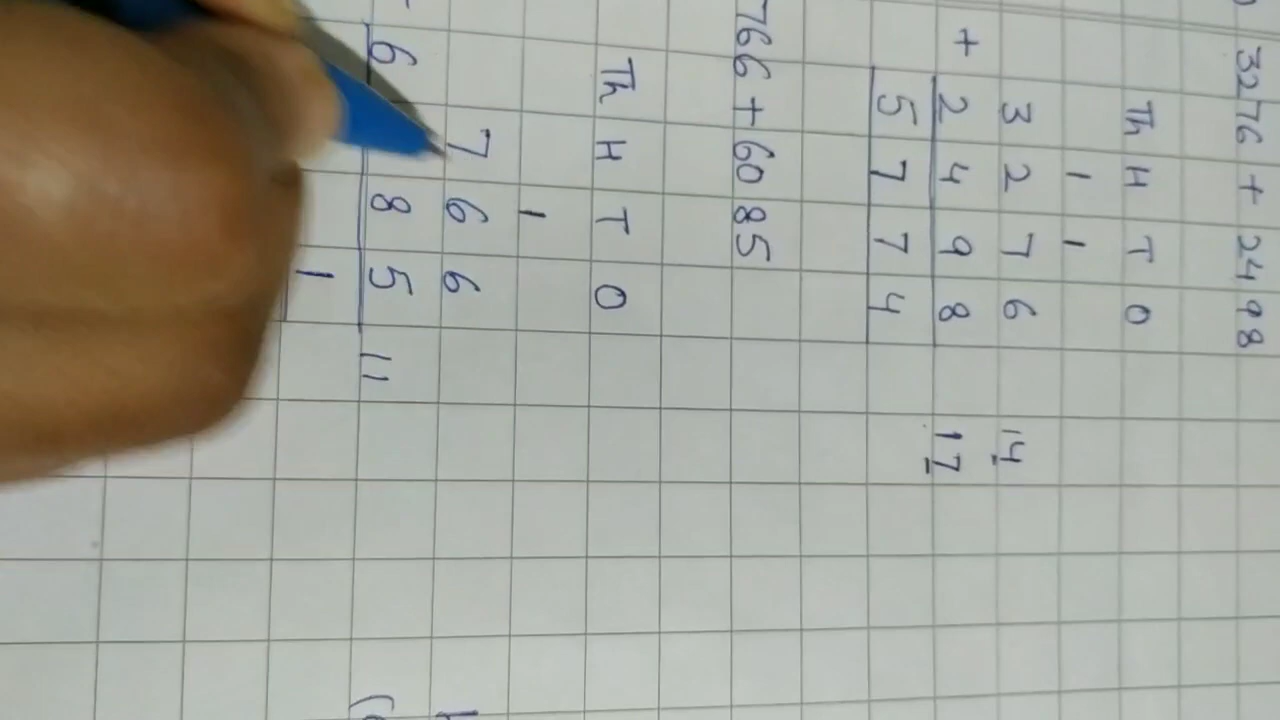 3276 + 2498
Th H T O
1 1
3 2 7 6 14
+ 2 4 9 8 17
5 7 7 4
766 + 6085
Th H T O
1
7 6 6
6 8 5 11
1